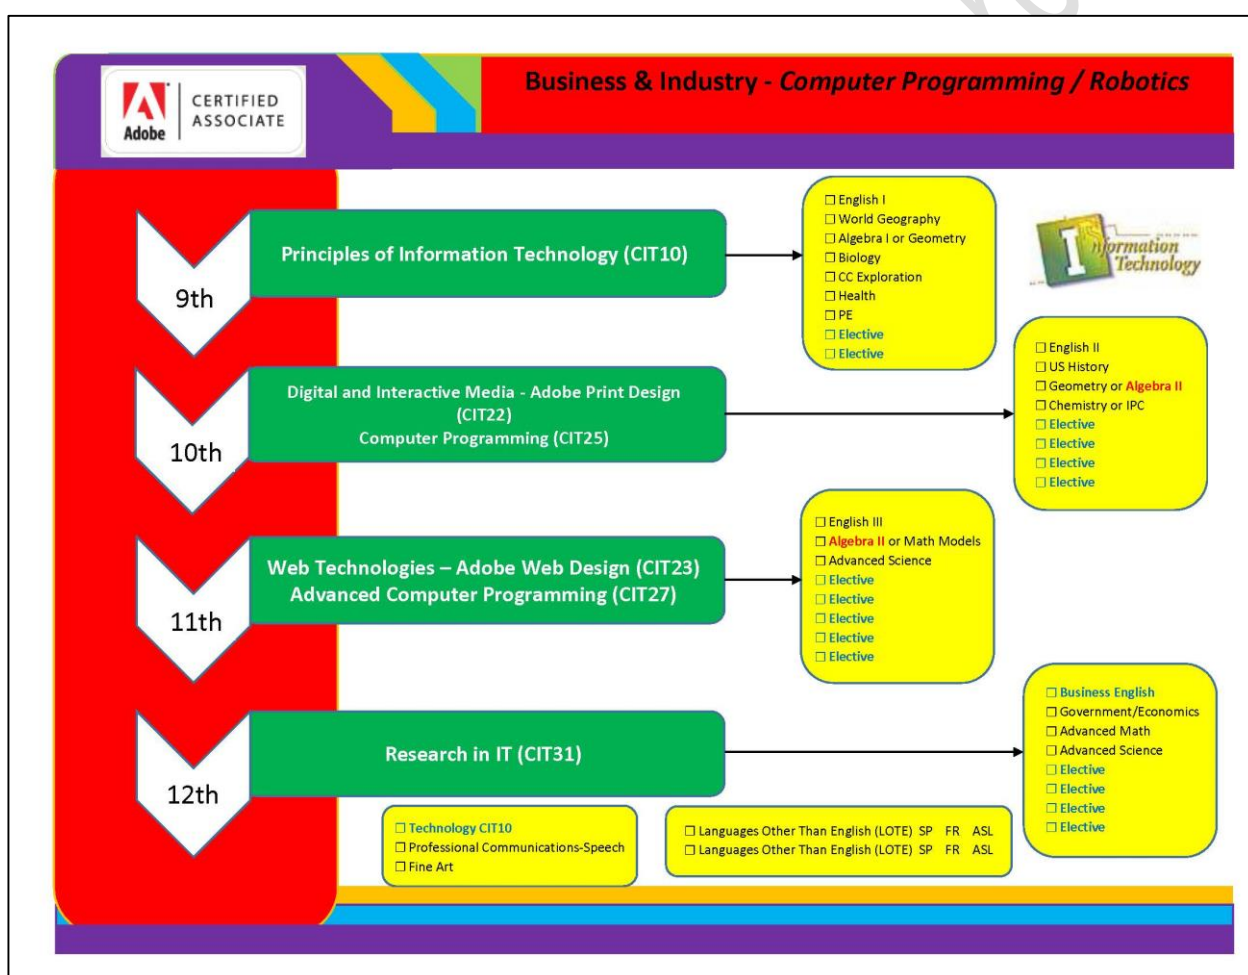 Adobe
CERTIFIED
ASSOCIATE
Business & Industry - Computer Programming / Robotics
9th
Principles of Information Technology (CIT10)
☐ English I
☐ World Geography
☐ Algebra I or Geometry
☐ Biology
☐ CC Exploration
☐ Health
☐ PE
☐ Elective
☐ Elective
Information
Technology
10th
Digital and Interactive Media - Adobe Print Design
(CIT22)
Computer Programming (CIT25)
☐ English II
☐ US History
☐ Geometry or Algebra II
☐ Chemistry or IPC
☐ Elective
☐ Elective
☐ Elective
☐ Elective
11th
Web Technologies – Adobe Web Design (CIT23)
Advanced Computer Programming (CIT27)
☐ English III
☐ Algebra II or Math Models
☐ Advanced Science
☐ Elective
☐ Elective
☐ Elective
☐ Elective
☐ Elective
12th
Research in IT (CIT31)
☐ Business English
☐ Government/Economics
☐ Advanced Math
☐ Advanced Science
☐ Elective
☐ Elective
☐ Elective
☐ Elective
☐ Technology CIT10
☐ Professional Communications-Speech
☐ Fine Art
☐ Languages Other Than English (LOTE) SP FR ASL
☐ Languages Other Than English (LOTE) SP FR ASL